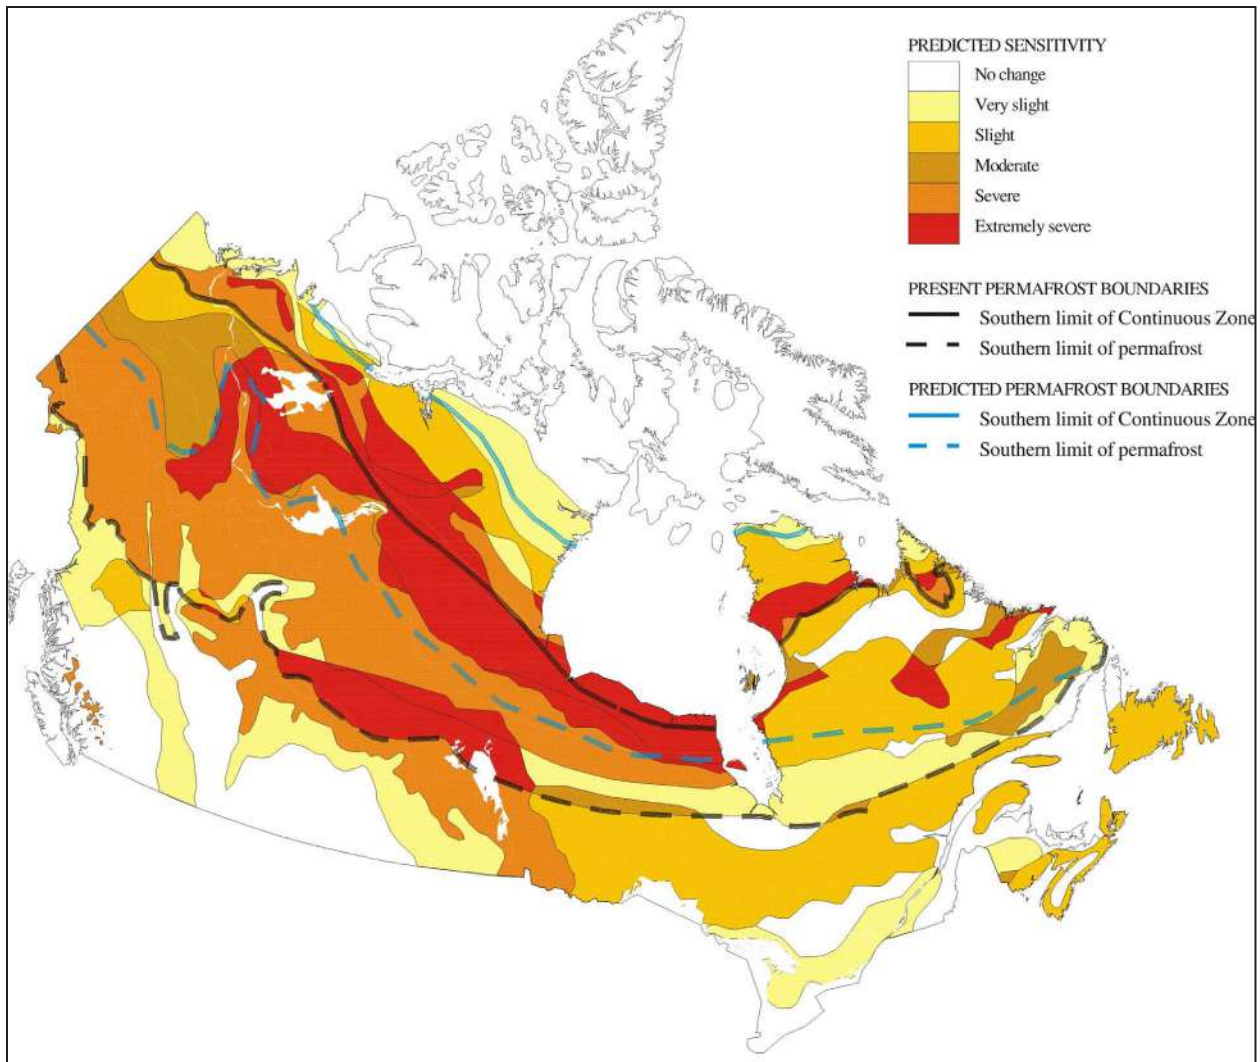 PREDICTED SENSITIVITY
No change
Very slight
Slight
Moderate
Severe
Extremely severe
PRESENT PERMAFROST BOUNDARIES
Southern limit of Continuous Zone
Southern limit of permafrost
PREDICTED PERMAFROST BOUNDARIES
Southern limit of Continuous Zone
Southern limit of permafrost